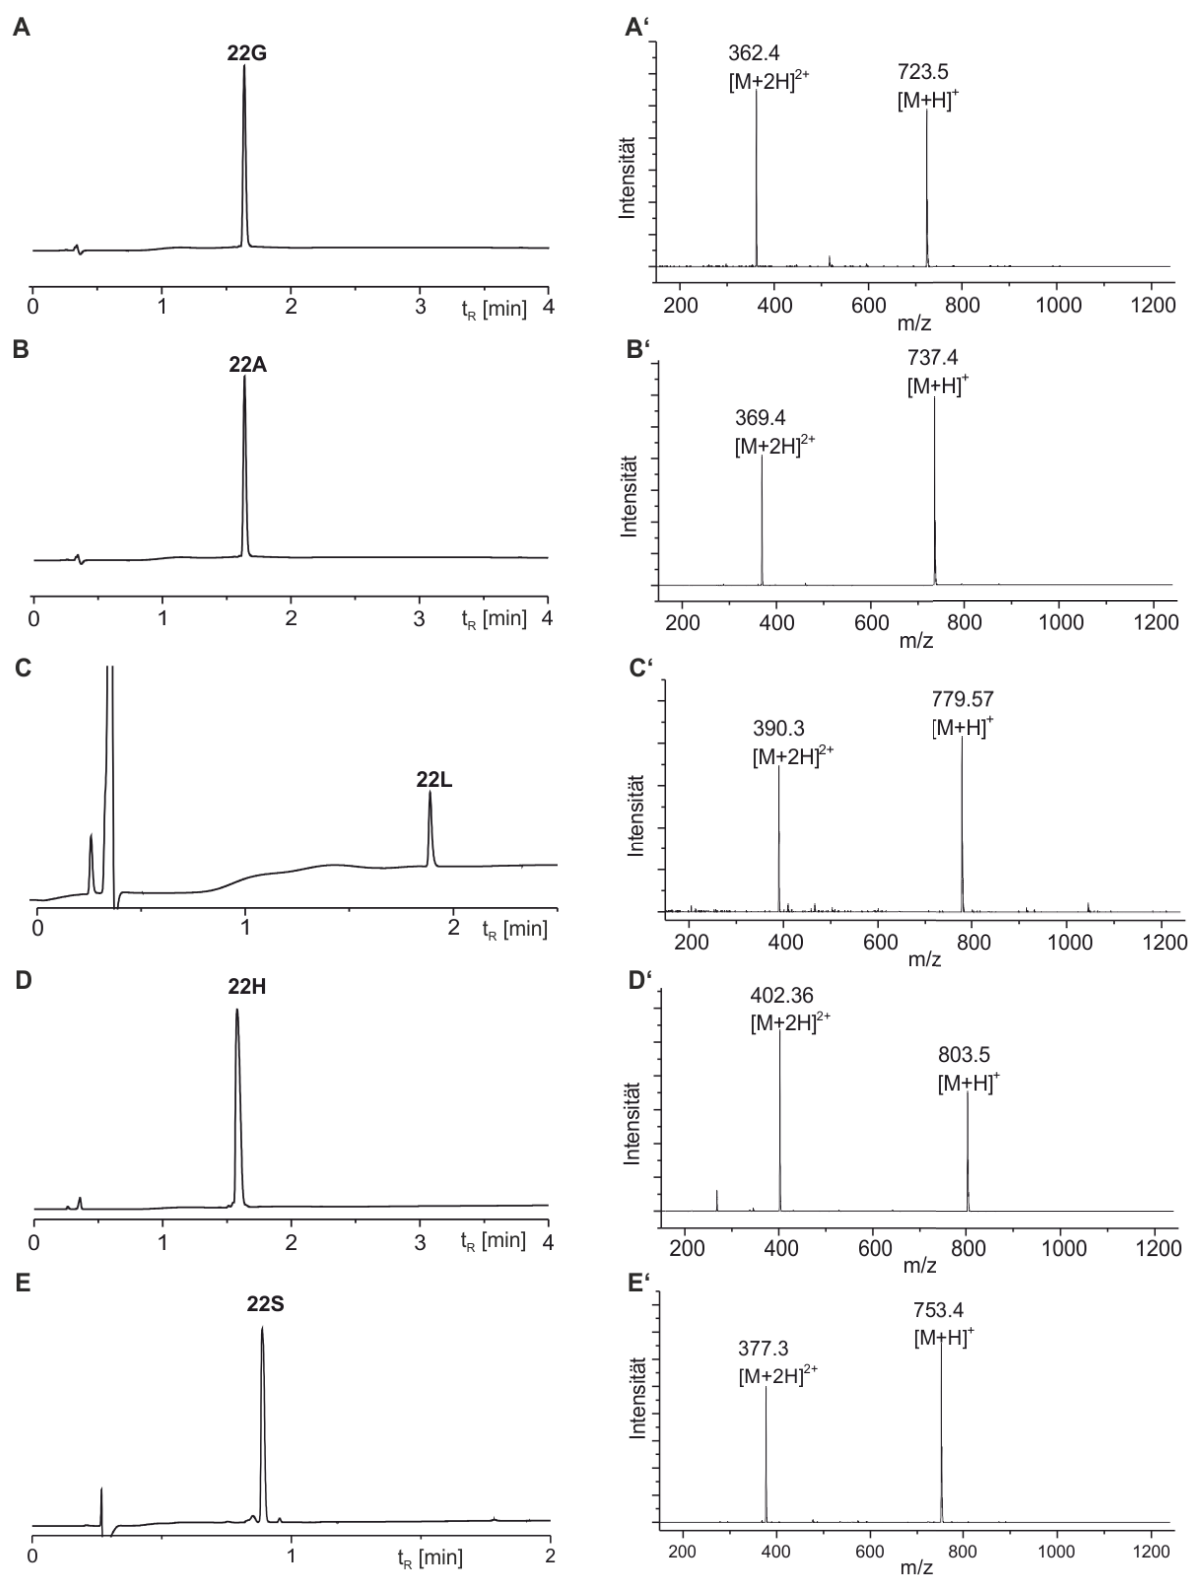 A
22G
0 1 2 3 4
tR [min]
A‘
362.4
[M+2H]2+
723.5
[M+H]+
Intensität
200 400 600 800 1000 1200
m/z
B
22A
0 1 2 3 4
tR [min]
B‘
737.4
[M+H]+
369.4
[M+2H]2+
Intensität
200 400 600 800 1000 1200
m/z
C
22L
0 1 2
tR [min]
C‘
779.57
[M+H]+
390.3
[M+2H]2+
Intensität
200 400 600 800 1000 1200
m/z
D
22H
0 1 2 3 4
tR [min]
D‘
402.36
[M+2H]2+
803.5
[M+H]+
Intensität
200 400 600 800 1000 1200
m/z
E
22S
0 1 2
tR [min]
E‘
753.4
[M+H]+
377.3
[M+2H]2+
Intensität
200 400 600 800 1000 1200
m/z